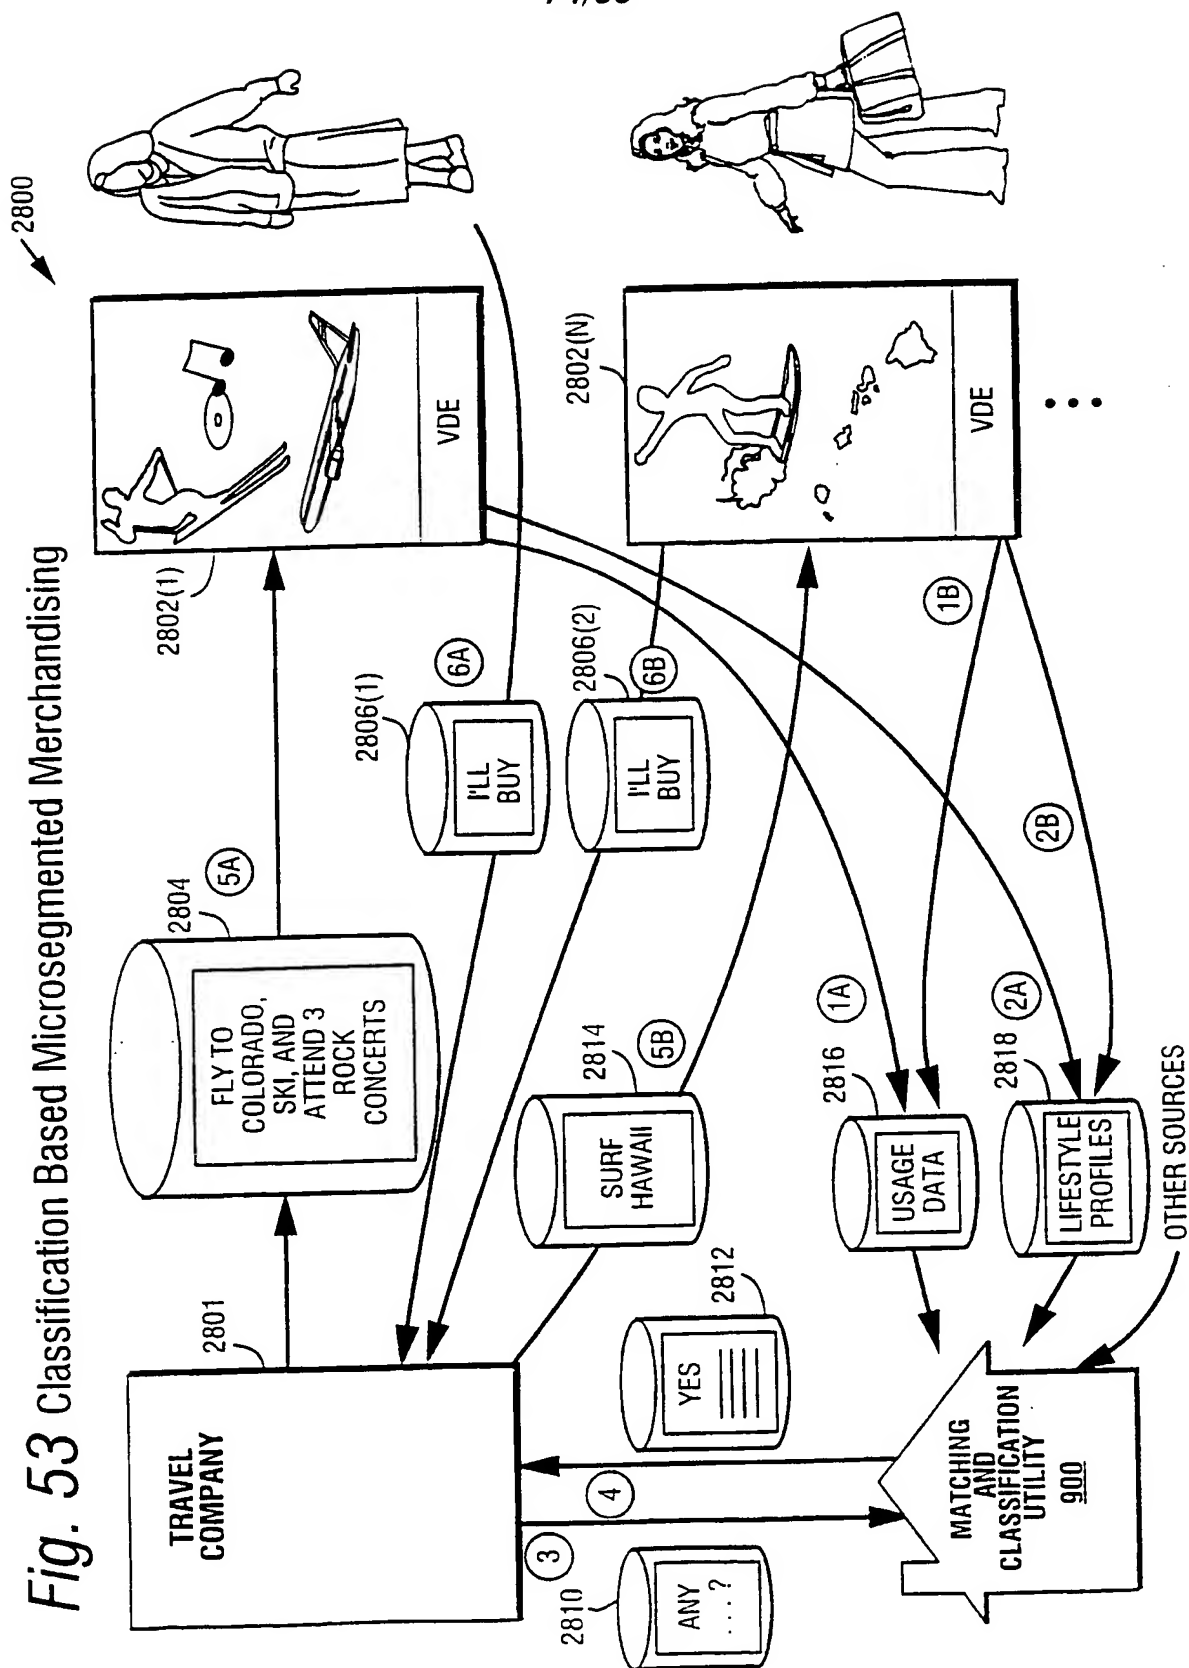 Fig. 53 Classification Based Microsegmented Merchandising
2800
2801
TRAVEL
COMPANY
2804
FLY TO
COLORADO,
SKI, AND
ATTEND 3
ROCK
CONCERTS
5A
2802(1)
VDE
2806(1)
I'LL
BUY
6A
2806(2)
I'LL
BUY
6B
2802(N)
VDE
2814
SURF
HAWAII
5B
1A
1B
2A
2B
2816
USAGE
DATA
2818
LIFESTYLE
PROFILES
OTHER SOURCES
2810
ANY
....?
3
4
2812
YES
MATCHING
AND
CLASSIFICATION
UTILITY
900